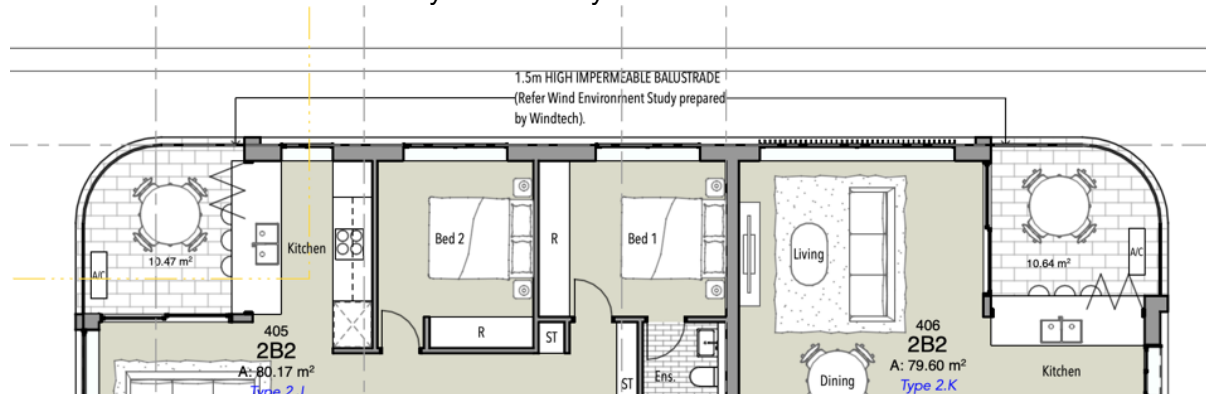 1.5m HIGH IMPERMEABLE BALUSTRADE
(Refer Wind Environment Study prepared
by Windtech).
Kitchen
Bed 2
R
Bed 1
Living
10.47 m²
10.64 m²
A/C
A/C
R
ST
405
2B2
A: 80.17 m²
ST
Ens.
Dining
406
2B2
A: 79.60 m²
Type 2.K
Kitchen